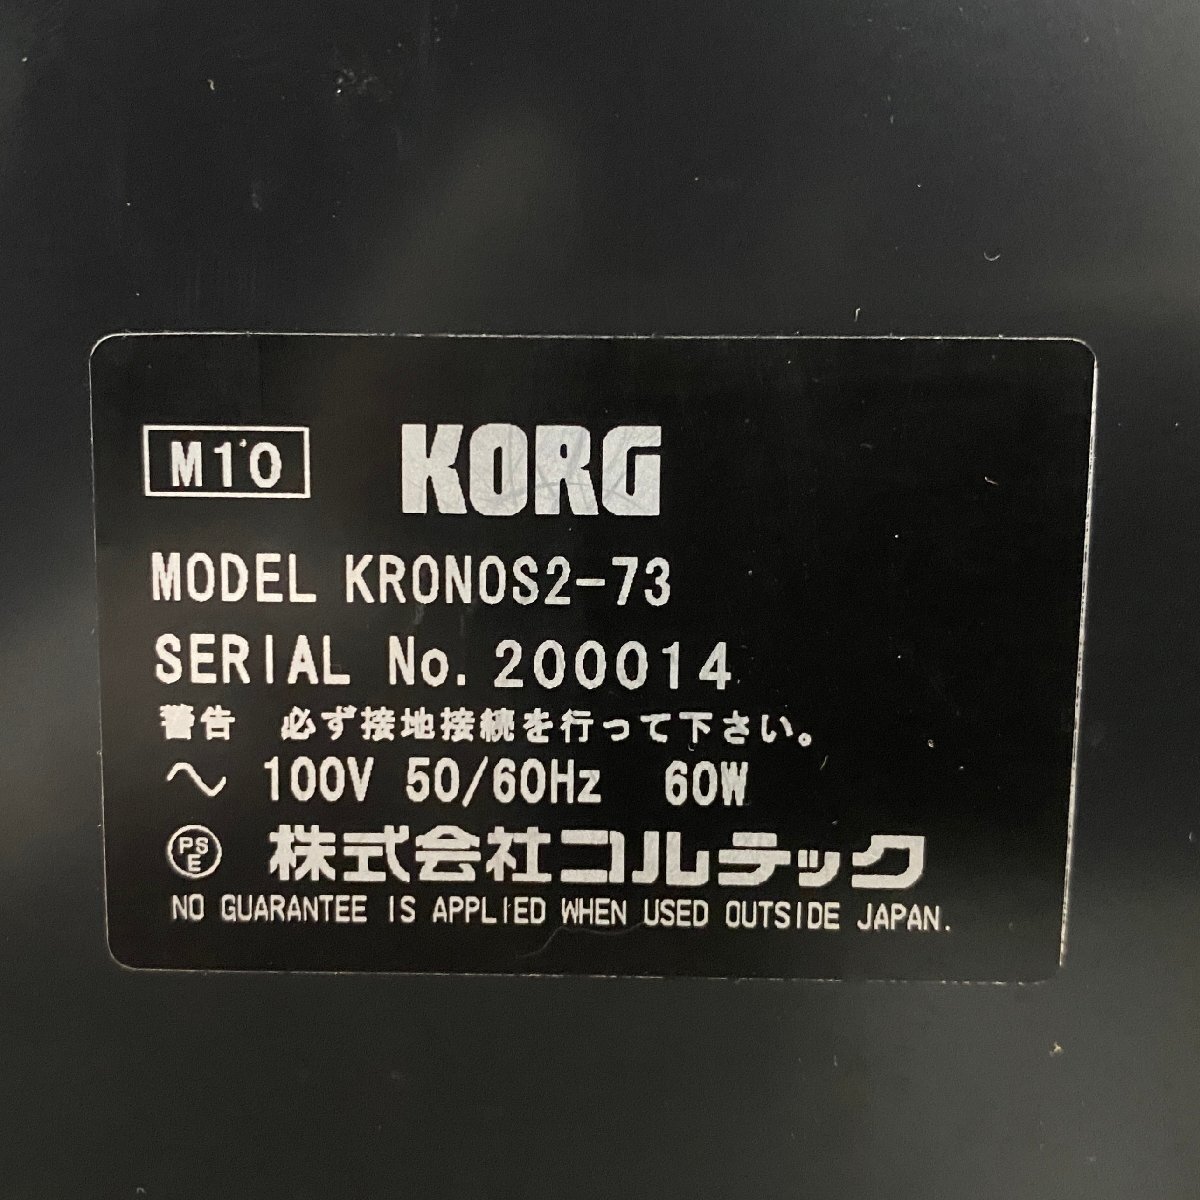 M10 KORG
MODEL KRONOS2-73
SERIAL No. 200014
警告 必ず接地接続を行って下さい。
～ 100V 50/60Hz 60W
PS E 株式会社コルテック
NO GUARANTEE IS APPLIED WHEN USED OUTSIDE JAPAN.